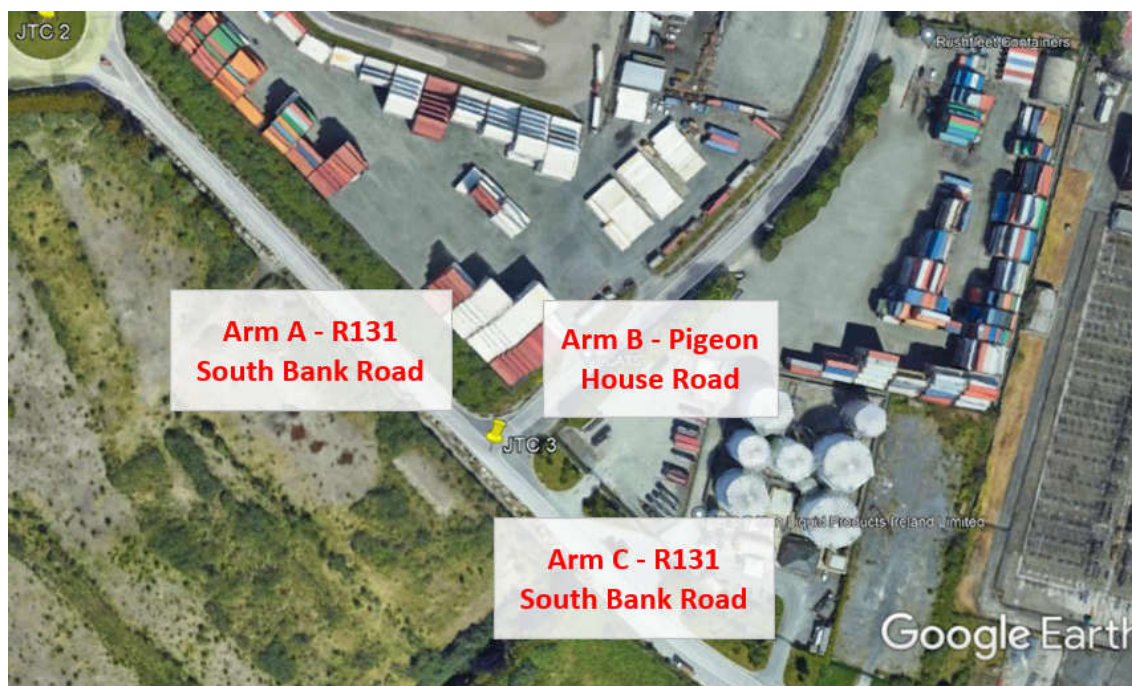 JTC 2
Rushfleet Containers
Arm A - R131
South Bank Road
Arm B - Pigeon
House Road
JTC 3
Liquid Products Ireland Limited
Arm C - R131
South Bank Road
Google Earth